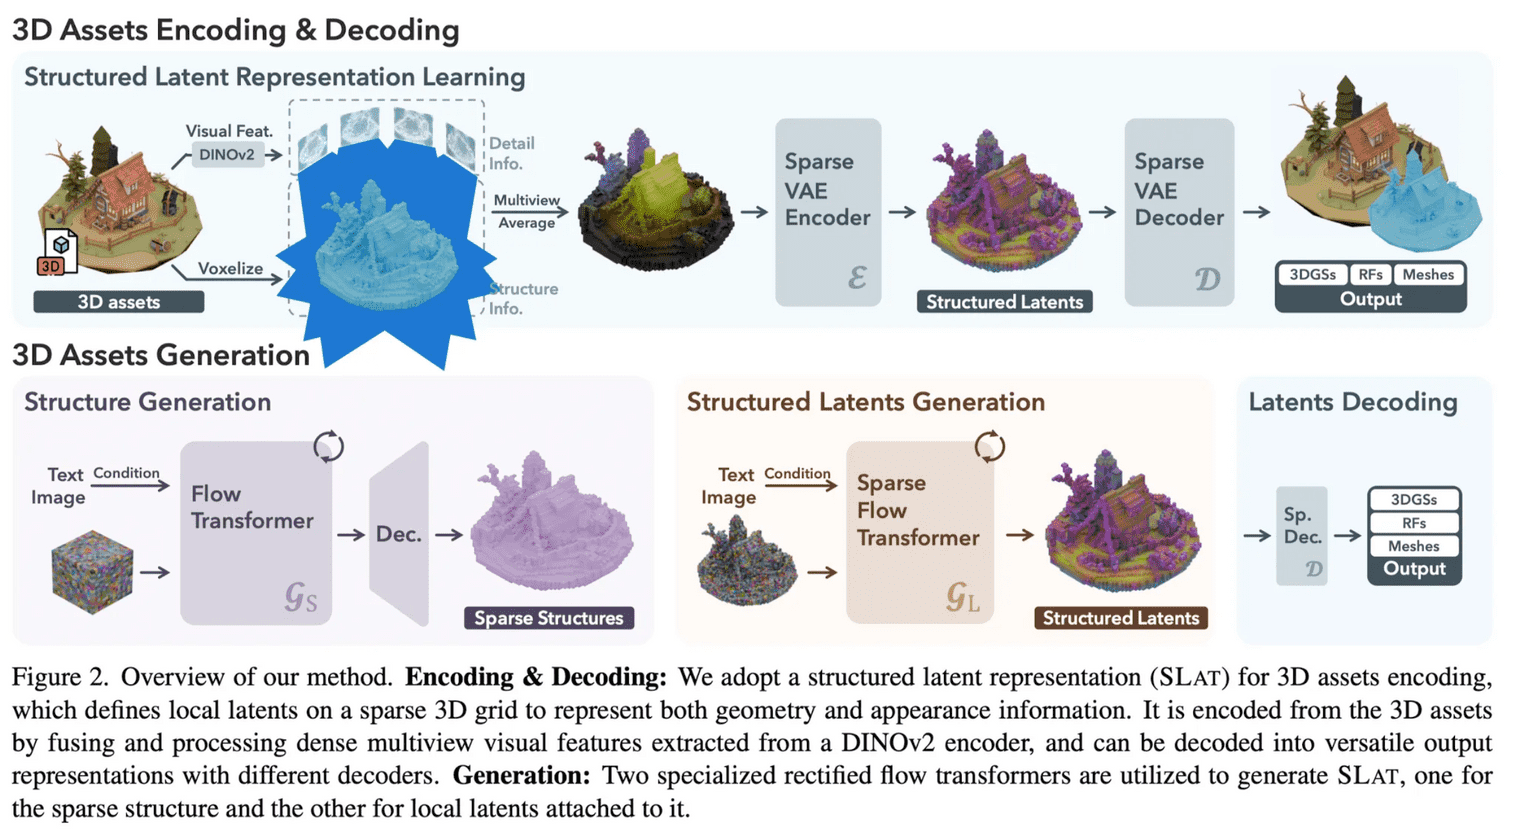 3D Assets Encoding & Decoding
Structured Latent Representation Learning
Visual Feat.
DINOv2
Voxelize
3D
3D assets
Detail
Info.
Structure
Info.
Multiview
Average
Sparse
VAE
Encoder
ℰ
Structured Latents
Sparse
VAE
Decoder
𝒟
3DGSs RFs Meshes
Output
3D Assets Generation
Structure Generation
Text
Image
Condition
Flow
Transformer
𝒢S
Dec.
Sparse Structures
Structured Latents Generation
Text
Image
Condition
Sparse
Flow
Transformer
𝒢L
Structured Latents
Latents Decoding
Sp.
Dec.
𝒟
3DGSs
RFs
Meshes
Output
Figure 2. Overview of our method. Encoding & Decoding: We adopt a structured latent representation (SLAT) for 3D assets encoding,
which defines local latents on a sparse 3D grid to represent both geometry and appearance information. It is encoded from the 3D assets
by fusing and processing dense multiview visual features extracted from a DINOv2 encoder, and can be decoded into versatile output
representations with different decoders. Generation: Two specialized rectified flow transformers are utilized to generate SLAT, one for
the sparse structure and the other for local latents attached to it.